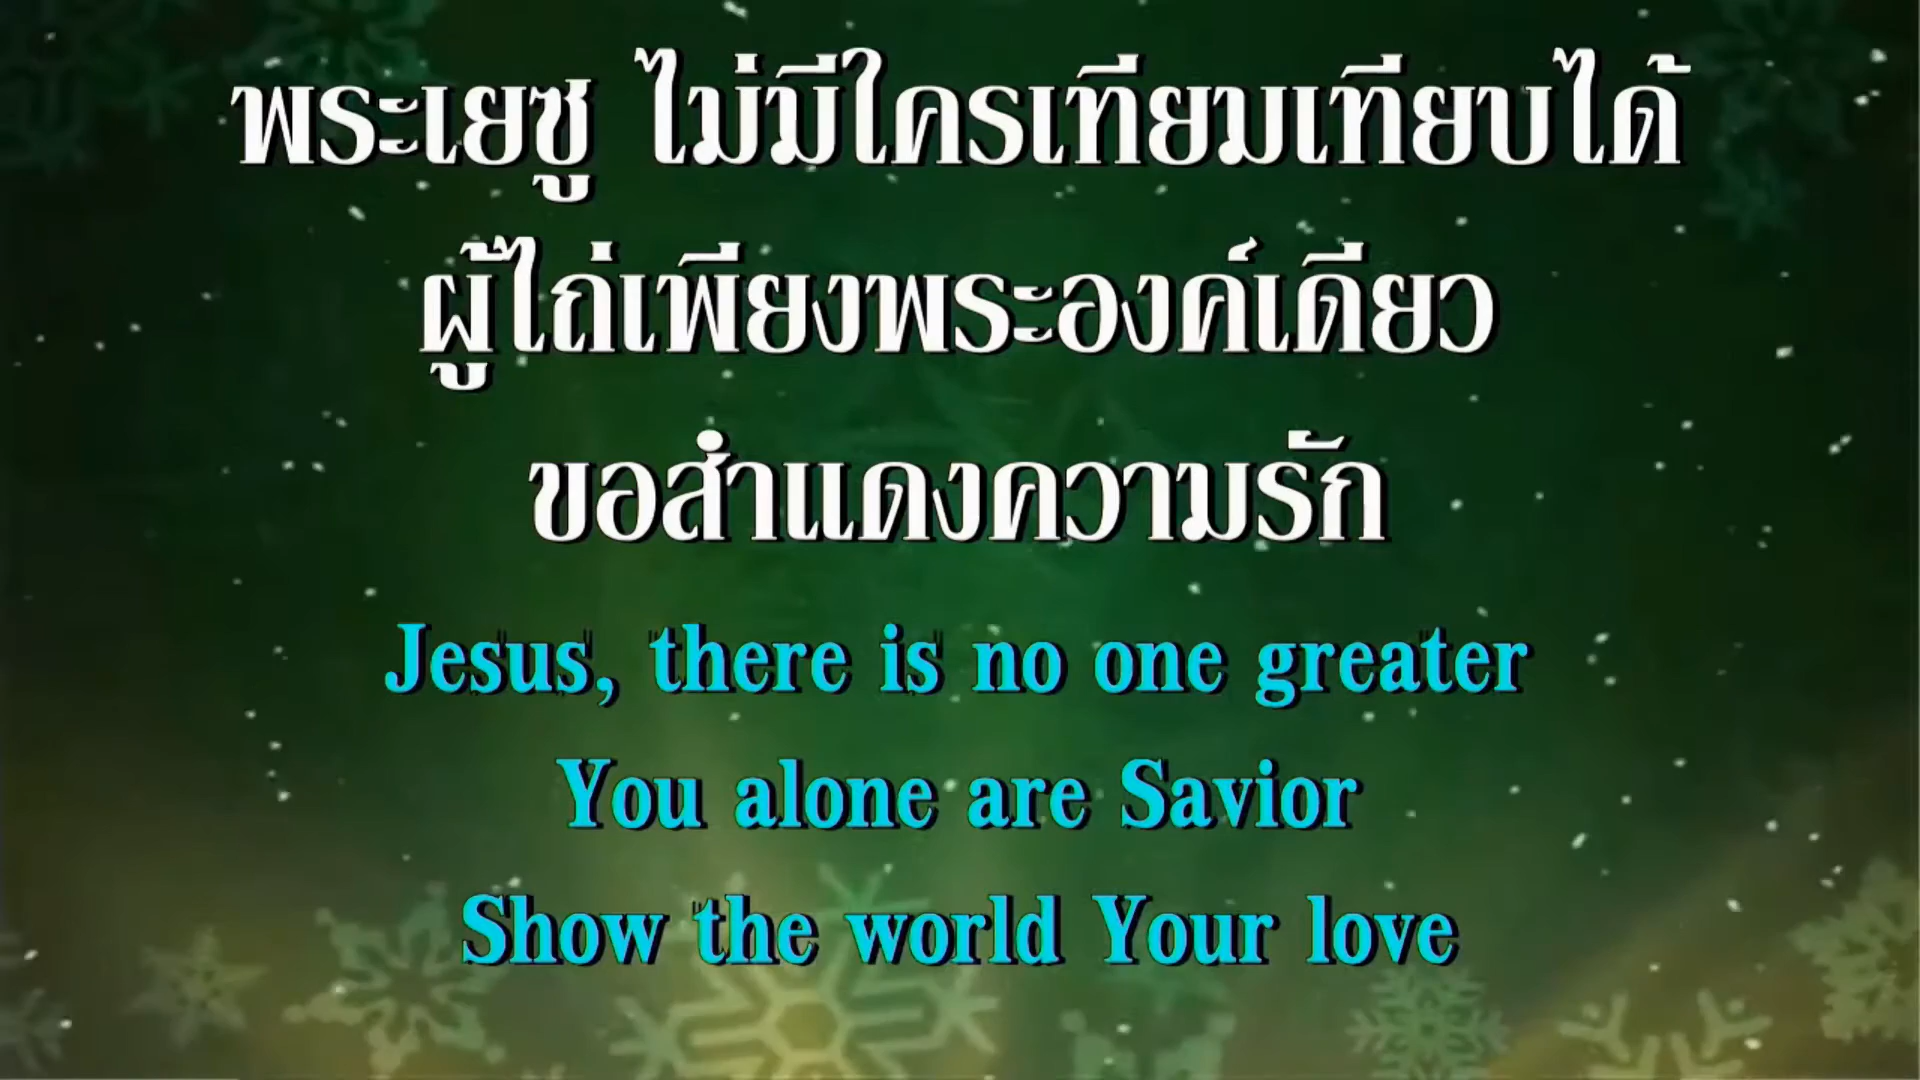 พระเยซู ไม่มีใครเทียมเทียบได้
ผู้ไถ่เพียงพระองค์เดียว
ขอสำแดงความรัก
Jesus, there is no one greater
You alone are Savior
Show the world Your love